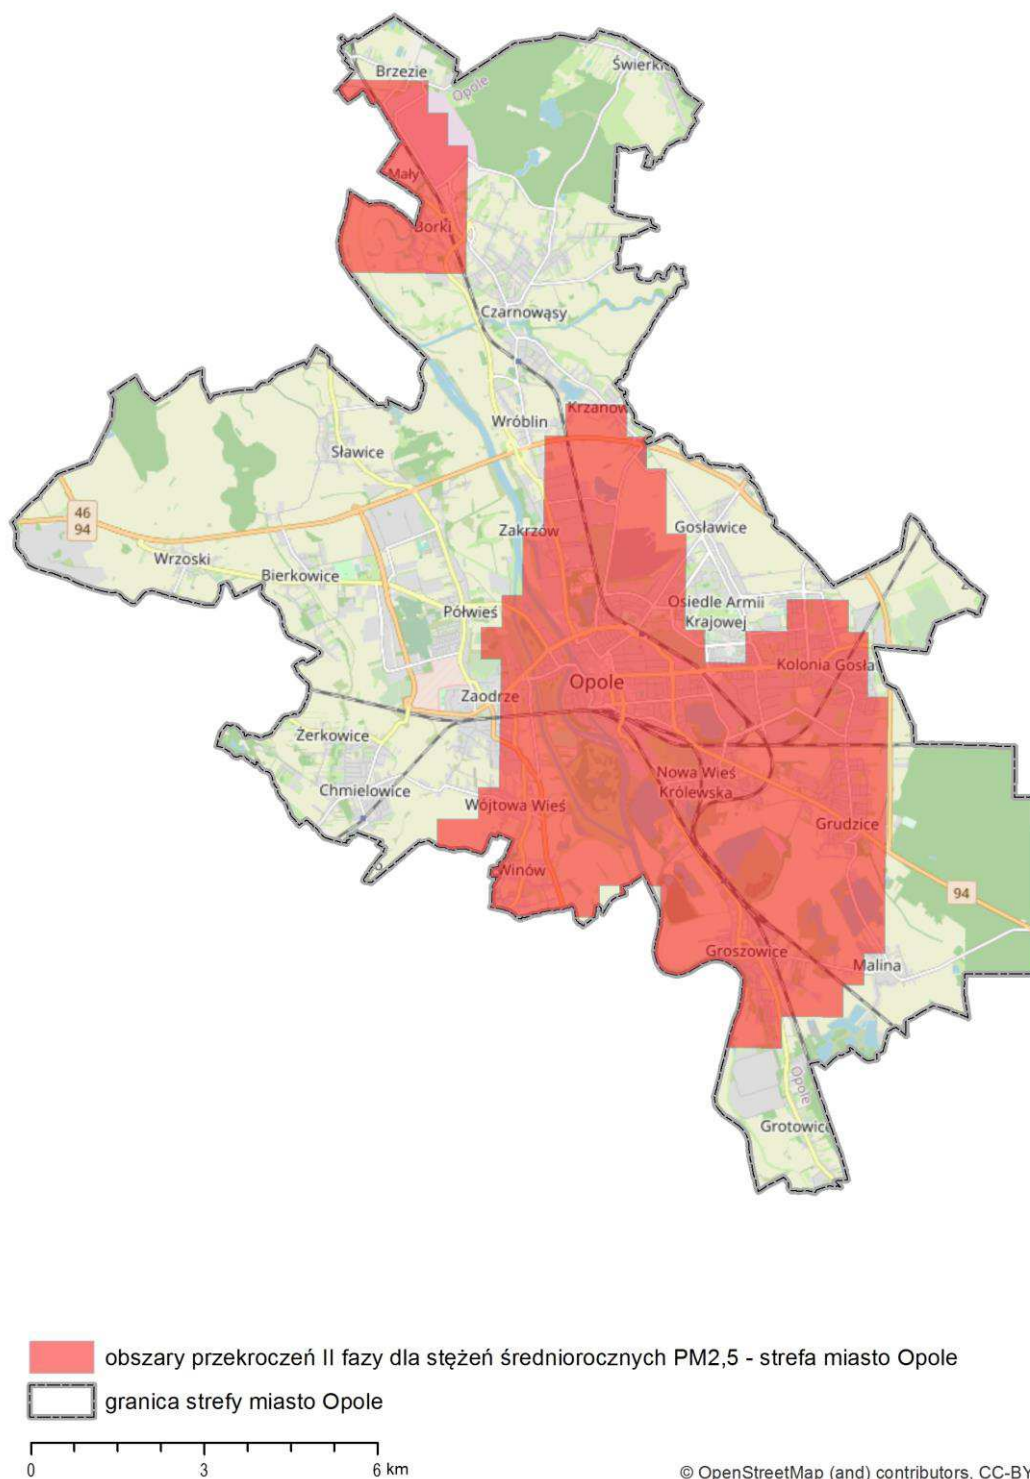 Brzezie
Świerkl
Opole
Mały
Borki
Czarnowąsy
Krzanow
Wróblin
Sławice
46
94
Zakrzów
Gosławice
Wrzoski
Bierkowice
Półwieś
Osiedle Armii
Krajowej
Kolonia Gosła
Opole
Zaodrze
Żerkowice
Chmielowice
Nowa Wieś
Królewska
Wójtowa Wieś
Grudzice
Winów
94
Groszowice
Malina
Opole
Grotowice
obszary przekroczeń II fazy dla stężeń średniorocznych PM2,5 - strefa miasto Opole
granica strefy miasto Opole
0 3 6 km
© OpenStreetMap (and) contributors, CC-BY